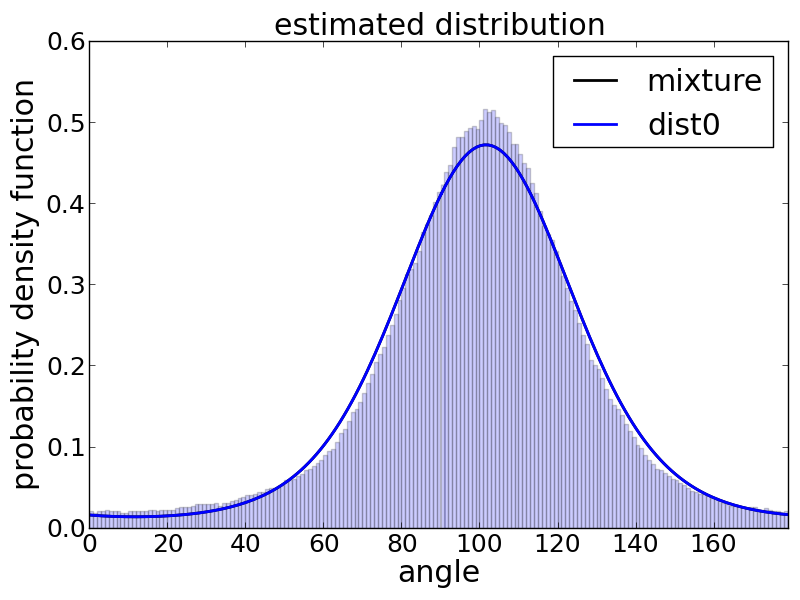 estimated distribution
mixture
dist0
probability density function
0.6
0.5
0.4
0.3
0.2
0.1
0.0
0 20 40 60 80 100 120 140 160
angle